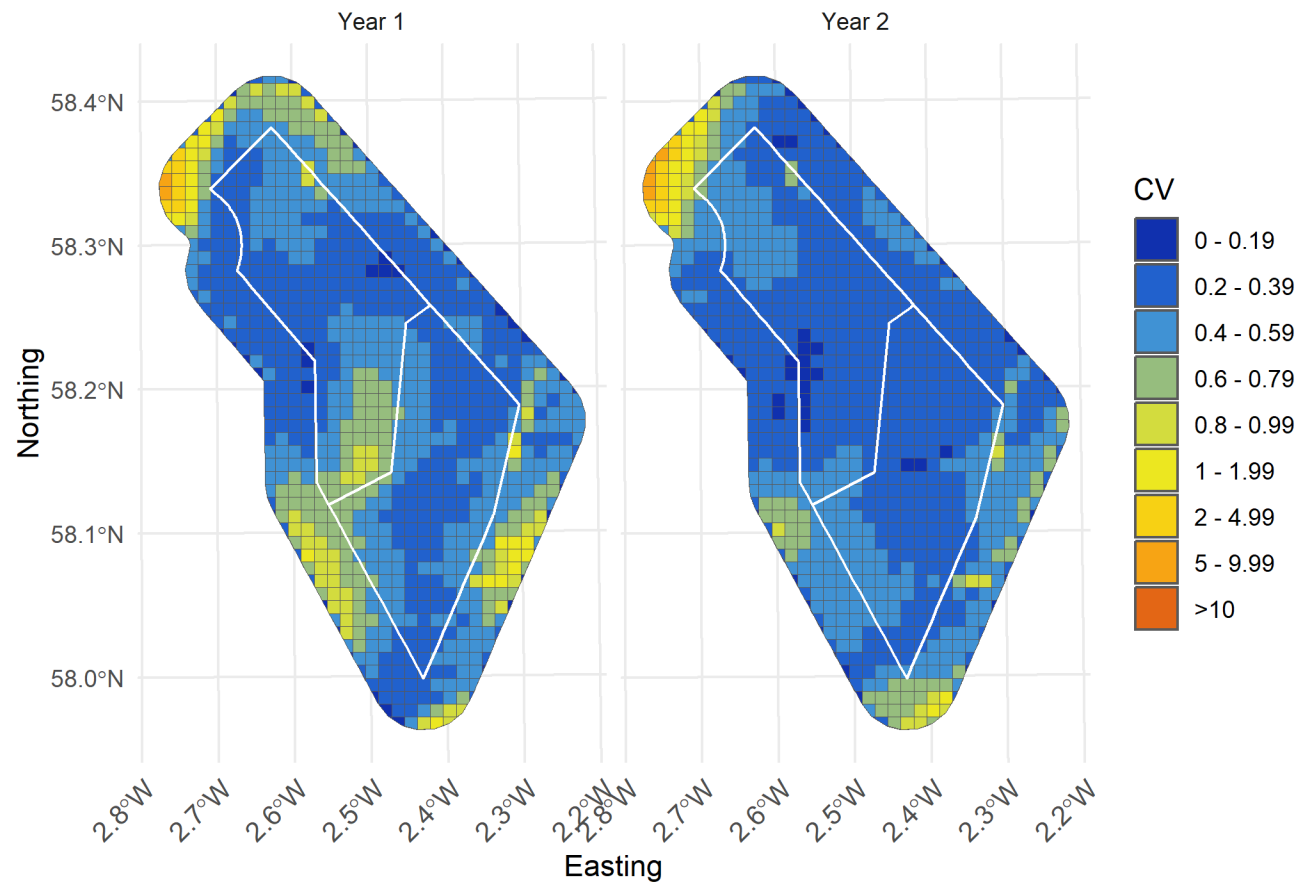 Year 1
Year 2
58.4°N
58.3°N
58.2°N
58.1°N
58.0°N
Northing
2.8°W
2.7°W
2.6°W
2.5°W
2.4°W
2.3°W
2.2°W
2.8°W
2.7°W
2.6°W
2.5°W
2.4°W
2.3°W
2.2°W
Easting
CV
0 - 0.19
0.2 - 0.39
0.4 - 0.59
0.6 - 0.79
0.8 - 0.99
1 - 1.99
2 - 4.99
5 - 9.99
>10